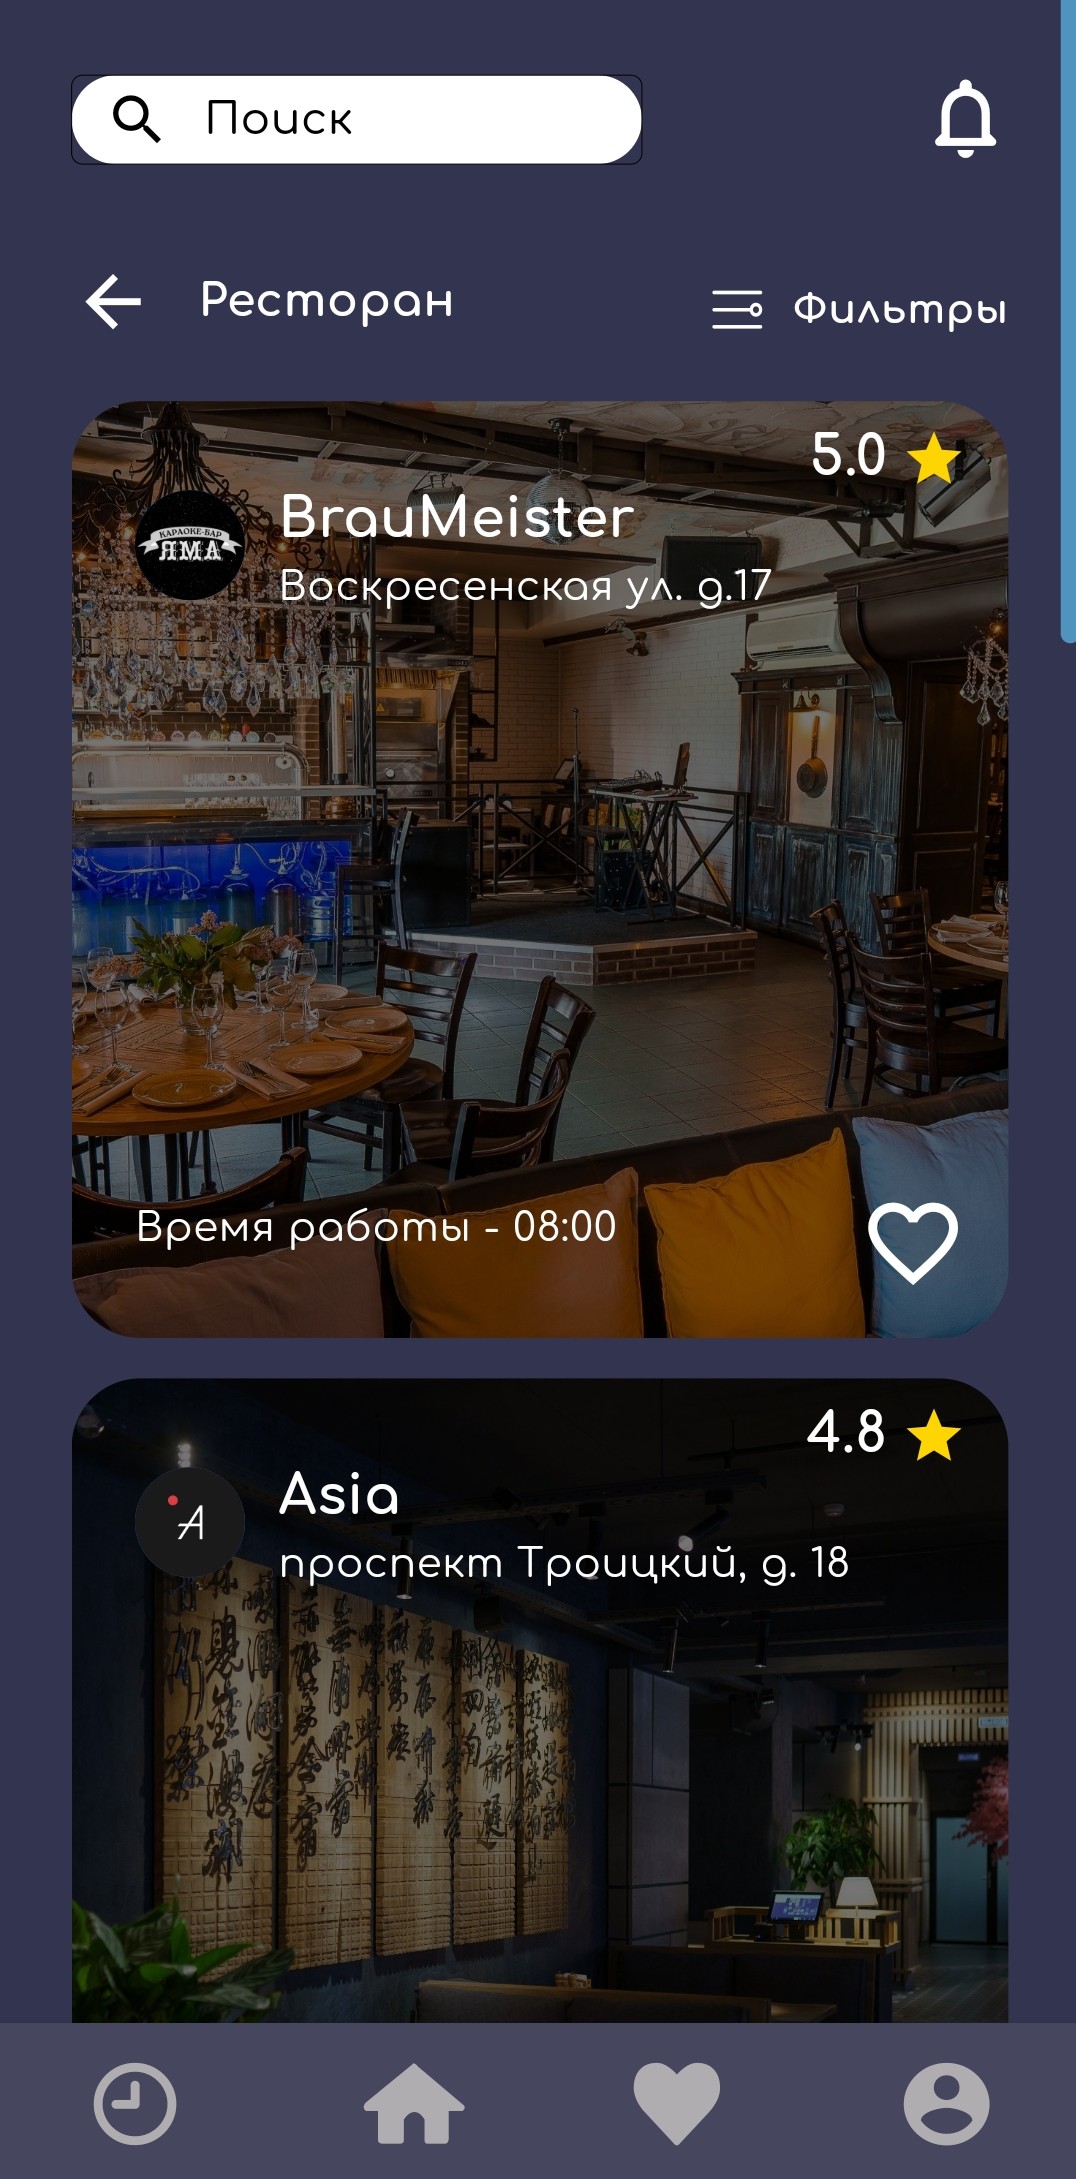 Поиск
Ресторан
Фильтры
5.0
BrauMeister
КАРАОКЕ-БАР
ЯМА
Воскресенская ул. д.17
Время работы - 08:00
4.8
Asia
А
проспект Троицкий, д. 18